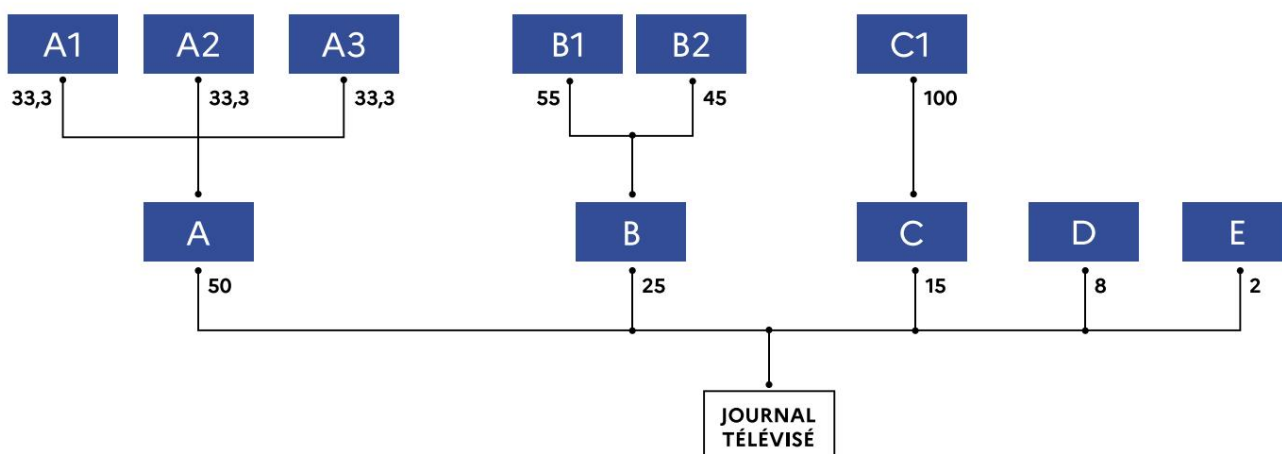 A1 A2 A3 B1 B2 C1
33,3 33,3 33,3 55 45 100
A B C D E
50 25 15 8 2
JOURNAL
TÉLÉVISÉ